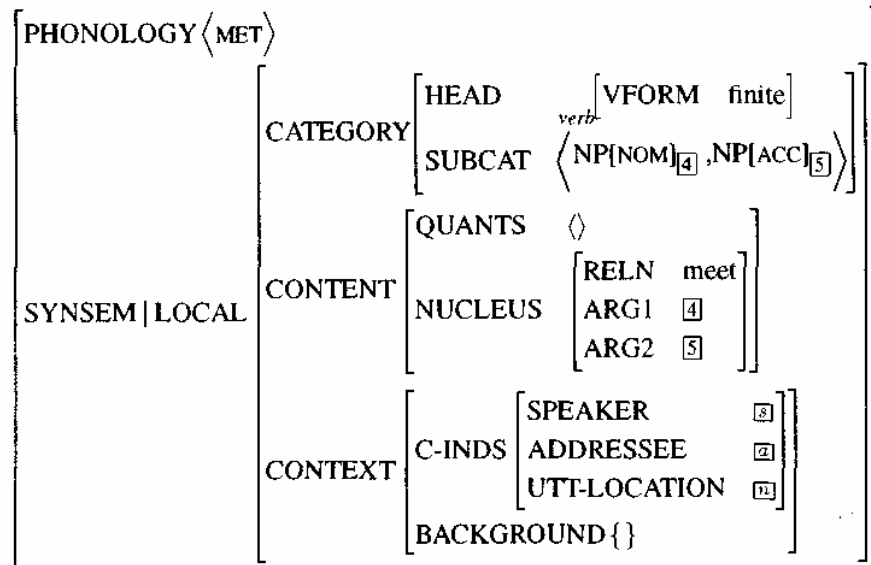 PHONOLOGY⟨MET⟩
HEAD verb[VFORM finite]
CATEGORY
SUBCAT ⟨NP[NOM]4 ,NP[ACC]5⟩
QUANTS ⟨⟩
RELN meet
SYNSEM | LOCAL CONTENT NUCLEUS ARG1 4
ARG2 5
SPEAKER s
CONTEXT C-INDS ADDRESSEE a
UTT-LOCATION n
BACKGROUND{ }